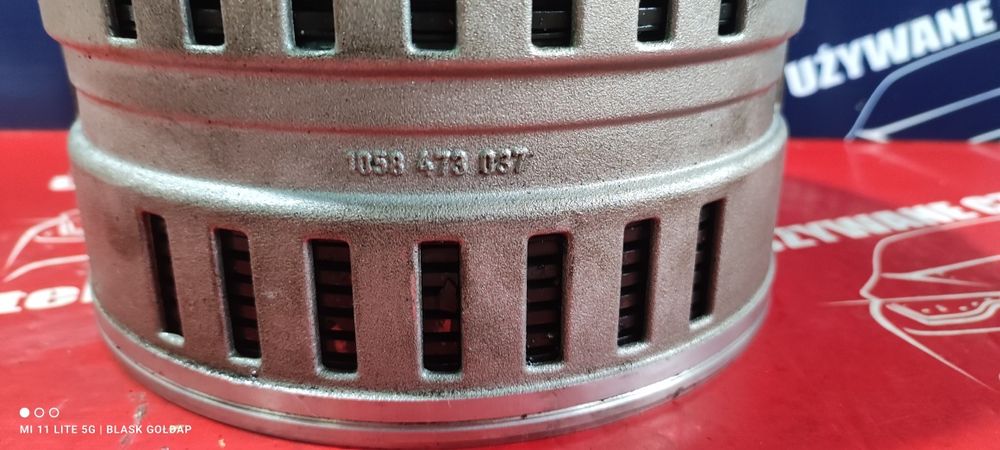 UŻYWANE
1058 473 037
MI 11 LITE 5G | BLASK GOŁDAP